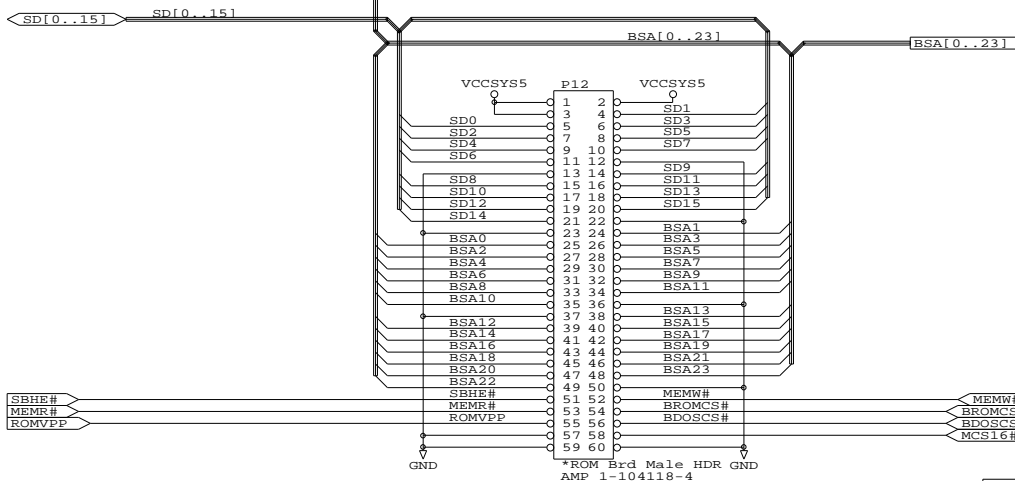 SD[0..15] SD[0..15]
BSA[0..23] BSA[0..23]
VCCSYS5 P12 VCCSYS5
1 2
3 4 SD1
SD0 5 6 SD3
SD2 7 8 SD5
SD4 9 10 SD7
SD6 11 12
13 14 SD9
SD8 15 16 SD11
SD10 17 18 SD13
SD12 19 20 SD15
SD14 21 22
23 24 BSA1
BSA0 25 26 BSA3
BSA2 27 28 BSA5
BSA4 29 30 BSA7
BSA6 31 32 BSA9
BSA8 33 34 BSA11
BSA10 35 36
37 38 BSA13
BSA12 39 40 BSA15
BSA14 41 42 BSA17
BSA16 43 44 BSA19
BSA18 45 46 BSA21
BSA20 47 48 BSA23
BSA22 49 50
SBHE# SBHE# 51 52 MEMW# MEMW#
MEMR# MEMR# 53 54 BROMCS# BROMCS
ROMVPP 55 56 BDOSCS# BDOSCS
57 58 MCS16#
59 60
GND *ROM Brd Male HDR GND
AMP 1-104118-4